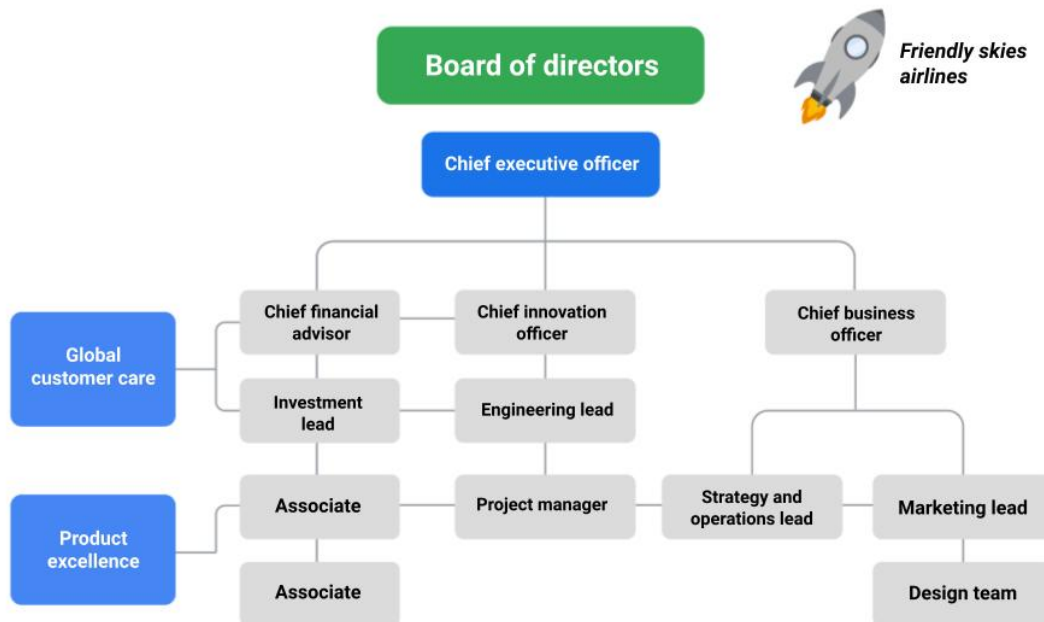 Board of directors
Friendly skies
airlines
Chief executive officer
Chief financial
advisor
Chief innovation
officer
Chief business
officer
Global
customer care
Investment
lead
Engineering lead
Associate
Project manager
Strategy and
operations lead
Marketing lead
Product
excellence
Associate
Design team